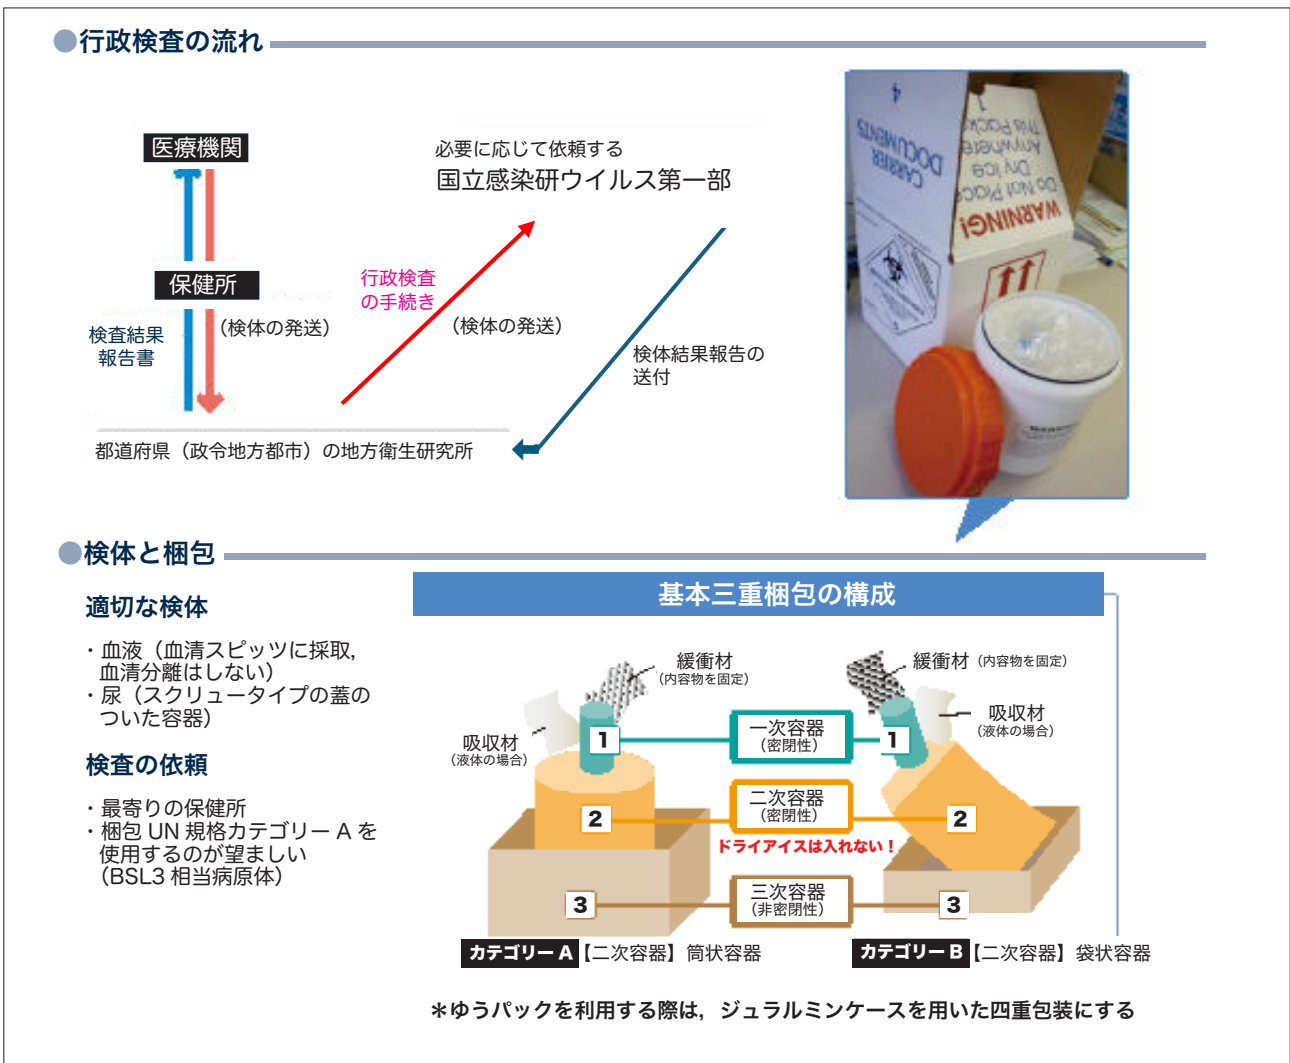 ●行政検査の流れ
医療機関
保健所
検査結果
報告書
(検体の発送)
行政検査
の手続き
必要に応じて依頼する
国立感染研ウイルス第一部
(検体の発送)
検体結果報告の
送付
都道府県（政令地方都市）の地方衛生研究所
4
CARRIER
DOCUMENTS
WARNING!
Do Not Place
Dry Ice
Anywhere
This Pack
1
●検体と梱包
適切な検体
・血液（血清スピッツに採取，
血清分離はしない）
・尿（スクリュータイプの蓋の
ついた容器）
検査の依頼
・最寄りの保健所
・梱包 UN 規格カテゴリー A を
使用するのが望ましい
（BSL3 相当病原体）
基本三重梱包の構成
緩衝材
(内容物を固定)
吸収材
(液体の場合)
緩衝材 (内容物を固定)
吸収材
(液体の場合)
1
一次容器
(密閉性)
1
2
二次容器
(密閉性)
2
ドライアイスは入れない！
3
三次容器
(非密閉性)
3
カテゴリー A【二次容器】筒状容器
カテゴリー B【二次容器】袋状容器
＊ゆうパックを利用する際は，ジュラルミンケースを用いた四重包装にする